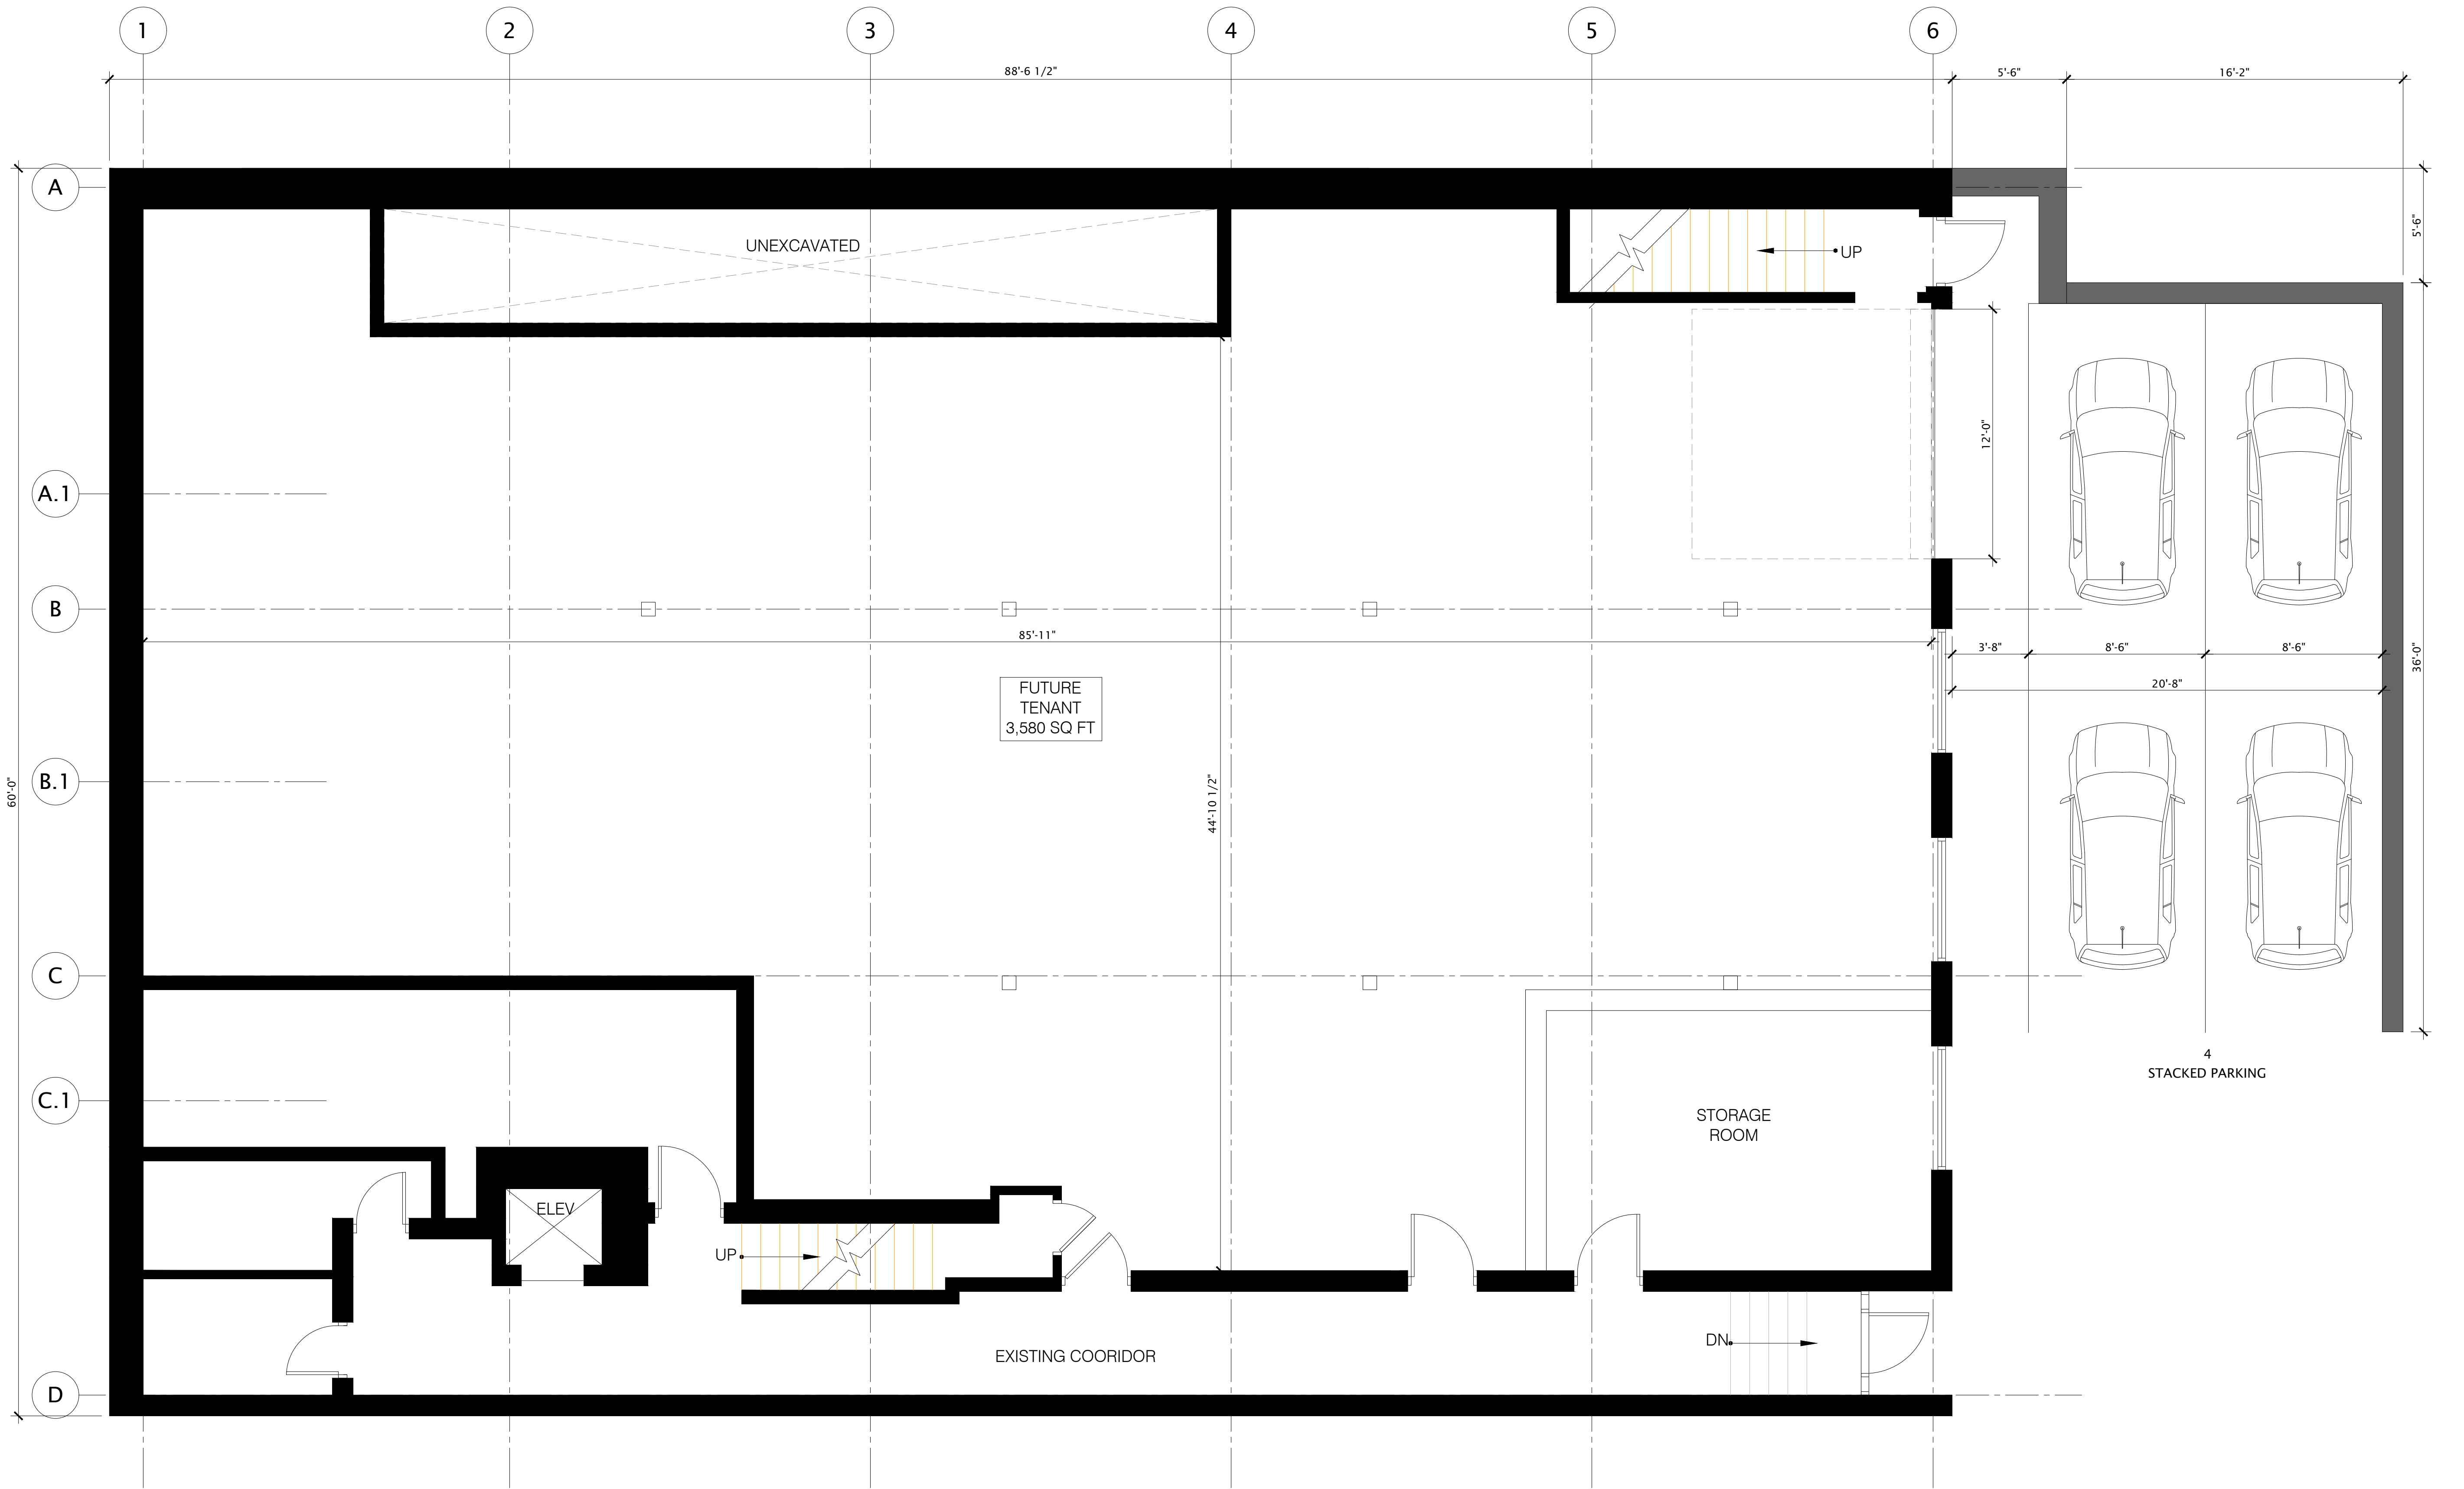 1
2
3
4
5
6
88'-6 1/2"
5'-6"
16'-2"
A
UNEXCAVATED
UP
5'-6"
12'-0"
A.1
B
85'-11"
3'-8"
8'-6"
8'-6"
36'-0"
20'-8"
FUTURE
TENANT
3,580 SQ FT
B.1
60'-0"
44'-10 1/2"
C
4
STACKED PARKING
C.1
STORAGE
ROOM
ELEV
UP
DN
EXISTING COORIDOR
D